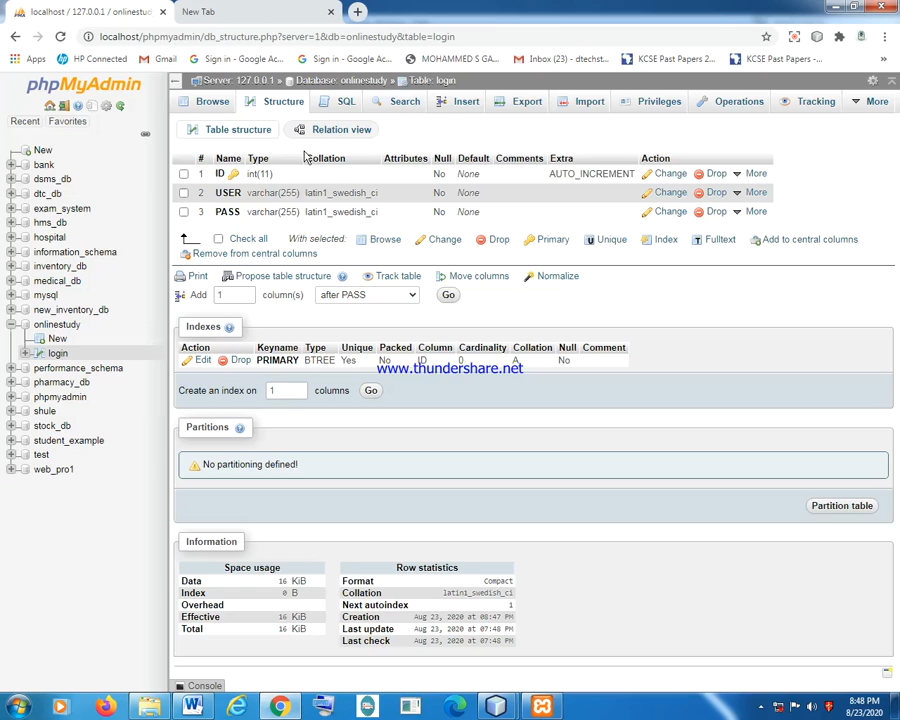 localhost / 127.0.0.1 / onlinestudy
New Tab
localhost/phpmyadmin/db_structure.php?server=1&db=onlinestudy&table=login
Apps HP Connected Gmail Sign in - Google Acc... Sign in - Google Acc... MOHAMMED S GAO... Inbox (23) - dtechst... KCSE Past Papers 2... KCSE Past Papers -...
phpMyAdmin
Recent Favorites
New
bank
dsms_db
dtc_db
exam_system
hms_db
hospital
information_schema
inventory_db
medical_db
mysql
new_inventory_db
onlinestudy
New
login
performance_schema
pharmacy_db
phpmyadmin
shule
stock_db
student_example
test
web_pro1
Server: 127.0.0.1 » Database: onlinestudy » Table: login
Browse Structure SQL Search Insert Export Import Privileges Operations Tracking More
Table structure Relation view
# Name Type Collation Attributes Null Default Comments Extra Action
1 ID int(11) No None AUTO_INCREMENT Change Drop More
2 USER varchar(255) latin1_swedish_ci No None Change Drop More
3 PASS varchar(255) latin1_swedish_ci No None Change Drop More
Check all With selected: Browse Change Drop Primary Unique Index Fulltext Add to central columns
Remove from central columns
Print Propose table structure Track table Move columns Normalize
Add 1 column(s) after PASS Go
Indexes
Action Keyname Type Unique Packed Column Cardinality Collation Null Comment
Edit Drop PRIMARY BTREE Yes No ID 0 A No
www.thundershare.net
Create an index on 1 columns Go
Partitions
No partitioning defined!
Partition table
Information
Space usage
Data 16 KiB
Index 0 B
Overhead
Effective 16 KiB
Total 16 KiB
Row statistics
Format Compact
Collation latin1_swedish_ci
Next autoindex 1
Creation Aug 23, 2020 at 08:47 PM
Last update Aug 23, 2020 at 07:48 PM
Last check Aug 23, 2020 at 07:48 PM
Console
8:48 PM
8/23/2020